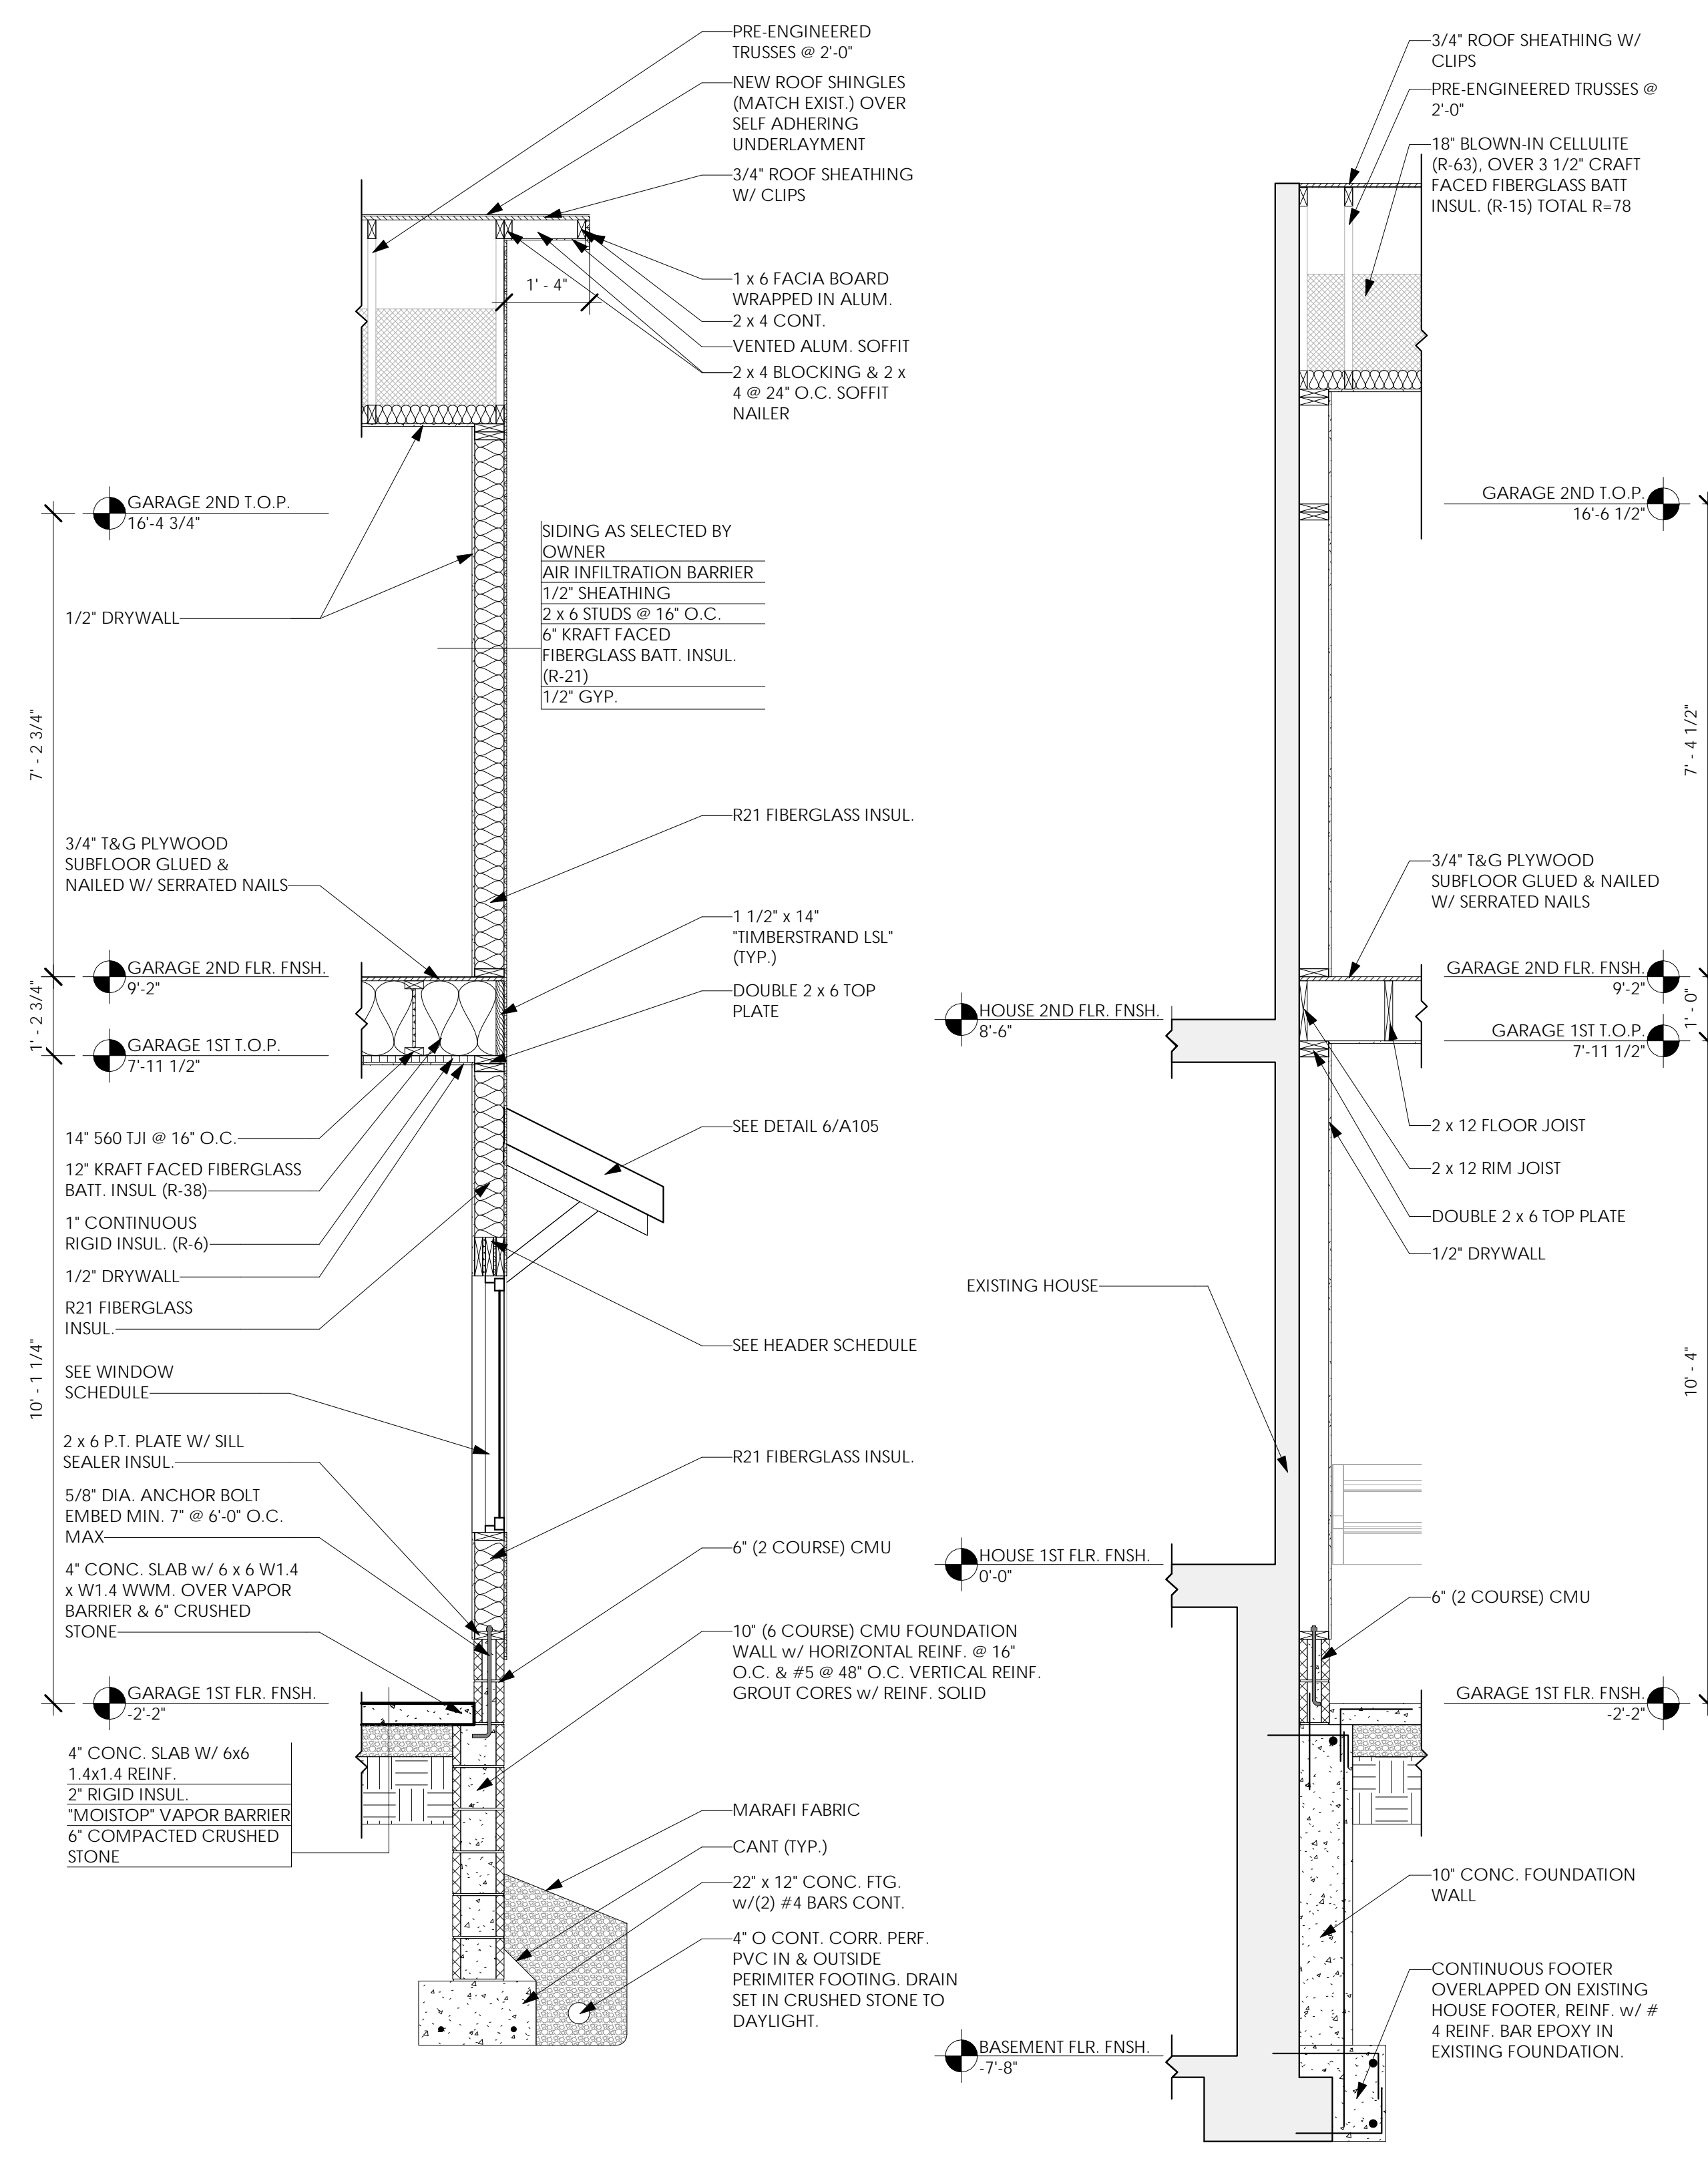 PRE-ENGINEERED
TRUSSES @ 2'-0"
NEW ROOF SHINGLES
(MATCH EXIST.) OVER
SELF ADHERING
UNDERLAYMENT
3/4" ROOF SHEATHING
W/ CLIPS
1' - 4"
1 x 6 FACIA BOARD
WRAPPED IN ALUM.
2 x 4 CONT.
VENTED ALUM. SOFFIT
2 x 4 BLOCKING & 2 x
4 @ 24" O.C. SOFFIT
NAILER
GARAGE 2ND T.O.P.
16'-4 3/4"
1/2" DRYWALL
SIDING AS SELECTED BY
OWNER
AIR INFILTRATION BARRIER
1/2" SHEATHING
2 x 6 STUDS @ 16" O.C.
6" KRAFT FACED
FIBERGLASS BATT. INSUL.
(R-21)
1/2" GYP.
7' - 2 3/4"
3/4" T&G PLYWOOD
SUBFLOOR GLUED &
NAILED W/ SERRATED NAILS
R21 FIBERGLASS INSUL.
1 1/2" x 14"
"TIMBERSTRAND LSL"
(TYP.)
DOUBLE 2 x 6 TOP
PLATE
GARAGE 2ND FLR. FNSH.
9'-2"
1' - 2 3/4"
GARAGE 1ST T.O.P.
7'-11 1/2"
14" 560 TJI @ 16" O.C.
12" KRAFT FACED FIBERGLASS
BATT. INSUL (R-38)
1" CONTINUOUS
RIGID INSUL. (R-6)
1/2" DRYWALL
R21 FIBERGLASS
INSUL.
SEE WINDOW
SCHEDULE
10' - 1 1/4"
2 x 6 P.T. PLATE W/ SILL
SEALER INSUL.
5/8" DIA. ANCHOR BOLT
EMBED MIN. 7" @ 6'-0" O.C.
MAX
4" CONC. SLAB w/ 6 x 6 W1.4
x W1.4 WWM. OVER VAPOR
BARRIER & 6" CRUSHED
STONE
GARAGE 1ST FLR. FNSH.
-2'-2"
4" CONC. SLAB W/ 6x6
1.4x1.4 REINF.
2" RIGID INSUL.
"MOISTOP" VAPOR BARRIER
6" COMPACTED CRUSHED
STONE
SEE DETAIL 6/A105
SEE HEADER SCHEDULE
R21 FIBERGLASS INSUL.
6" (2 COURSE) CMU
10" (6 COURSE) CMU FOUNDATION
WALL w/ HORIZONTAL REINF. @ 16"
O.C. & #5 @ 48" O.C. VERTICAL REINF.
GROUT CORES w/ REINF. SOLID
MARAFI FABRIC
CANT (TYP.)
22" x 12" CONC. FTG.
w/(2) #4 BARS CONT.
4" O CONT. CORR. PERF.
PVC IN & OUTSIDE
PERIMITER FOOTING. DRAIN
SET IN CRUSHED STONE TO
DAYLIGHT.
3/4" ROOF SHEATHING W/
CLIPS
PRE-ENGINEERED TRUSSES @
2'-0"
18" BLOWN-IN CELLULITE
(R-63), OVER 3 1/2" CRAFT
FACED FIBERGLASS BATT
INSUL. (R-15) TOTAL R=78
GARAGE 2ND T.O.P.
16'-6 1/2"
7' - 4 1/2"
3/4" T&G PLYWOOD
SUBFLOOR GLUED & NAILED
W/ SERRATED NAILS
GARAGE 2ND FLR. FNSH.
9'-2"
1' - 0"
GARAGE 1ST T.O.P.
7'-11 1/2"
HOUSE 2ND FLR. FNSH.
8'-6"
2 x 12 FLOOR JOIST
2 x 12 RIM JOIST
DOUBLE 2 x 6 TOP PLATE
1/2" DRYWALL
EXISTING HOUSE
10' - 4"
HOUSE 1ST FLR. FNSH.
0'-0"
6" (2 COURSE) CMU
GARAGE 1ST FLR. FNSH.
-2'-2"
10" CONC. FOUNDATION
WALL
CONTINUOUS FOOTER
OVERLAPPED ON EXISTING
HOUSE FOOTER, REINF. w/ #
4 REINF. BAR EPOXY IN
EXISTING FOUNDATION.
BASEMENT FLR. FNSH.
-7'-8"